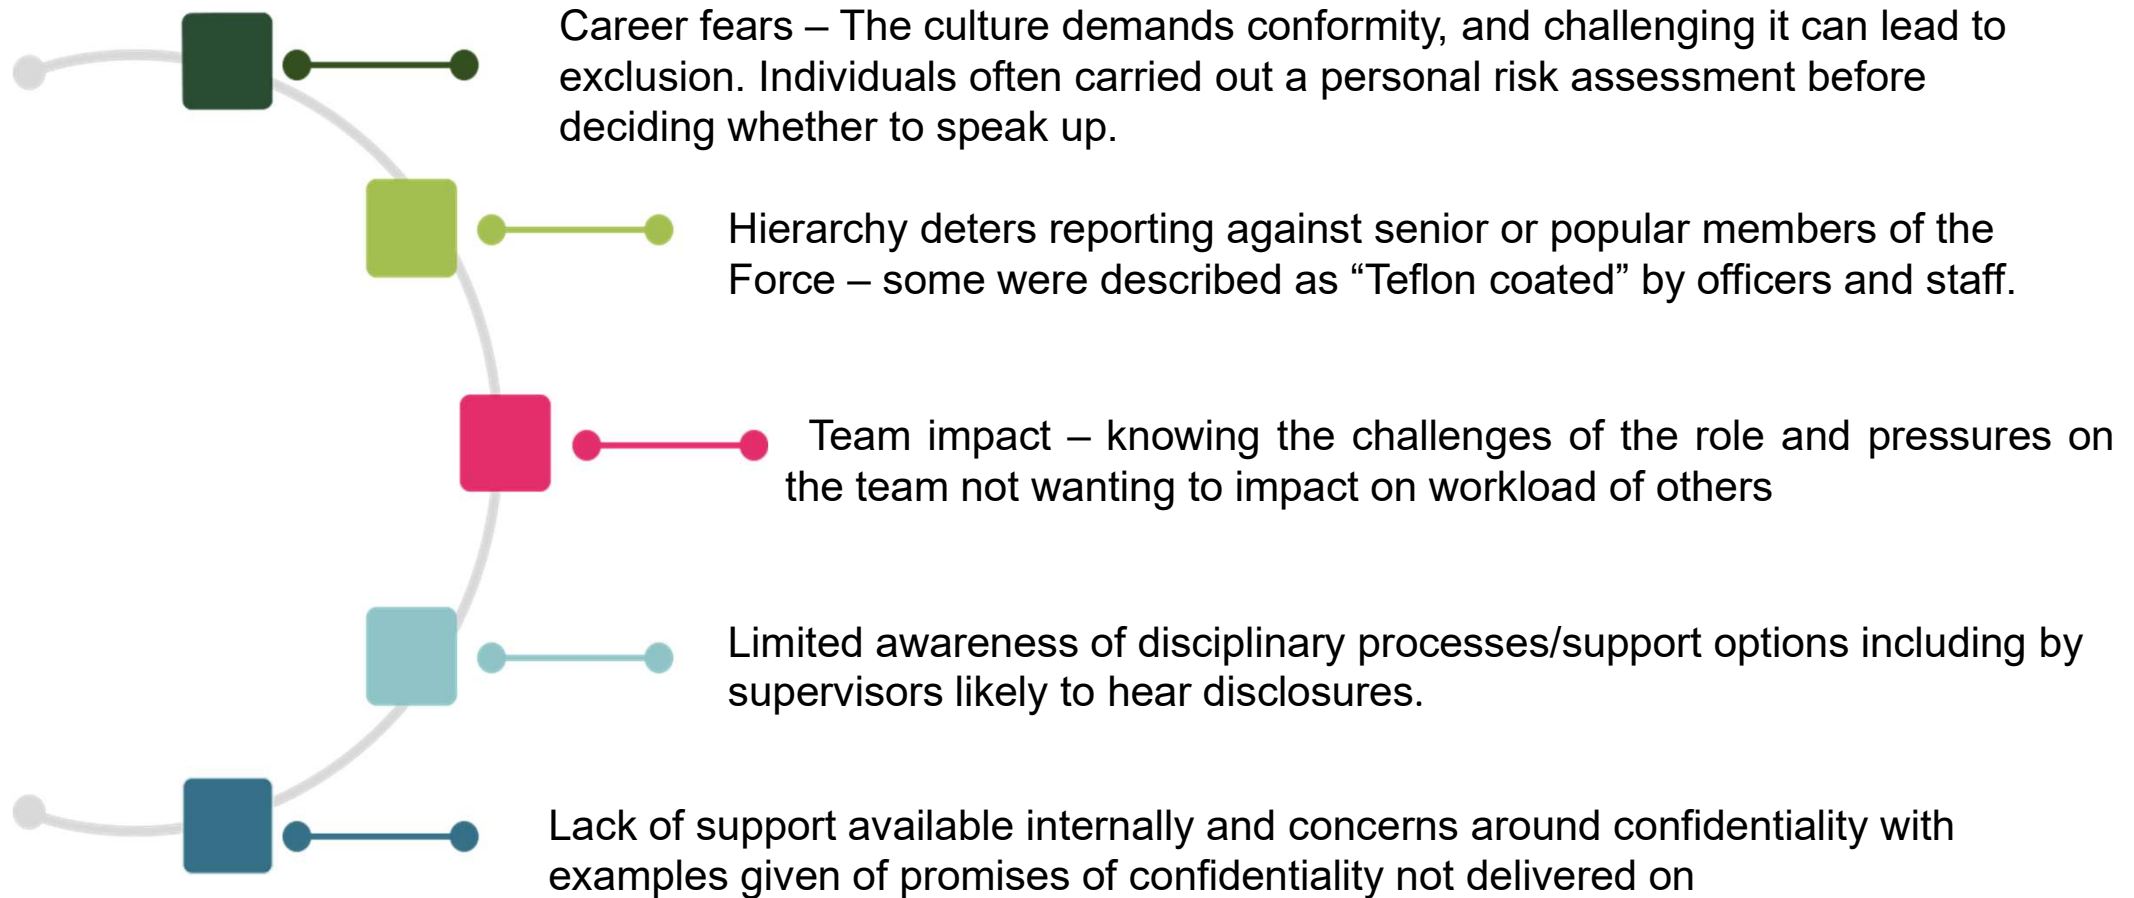 Career fears – The culture demands conformity, and challenging it can lead to
exclusion. Individuals often carried out a personal risk assessment before
deciding whether to speak up.
Hierarchy deters reporting against senior or popular members of the
Force – some were described as “Teflon coated” by officers and staff.
Team impact – knowing the challenges of the role and pressures on
the team not wanting to impact on workload of others
Limited awareness of disciplinary processes/support options including by
supervisors likely to hear disclosures.
Lack of support available internally and concerns around confidentiality with
examples given of promises of confidentiality not delivered on